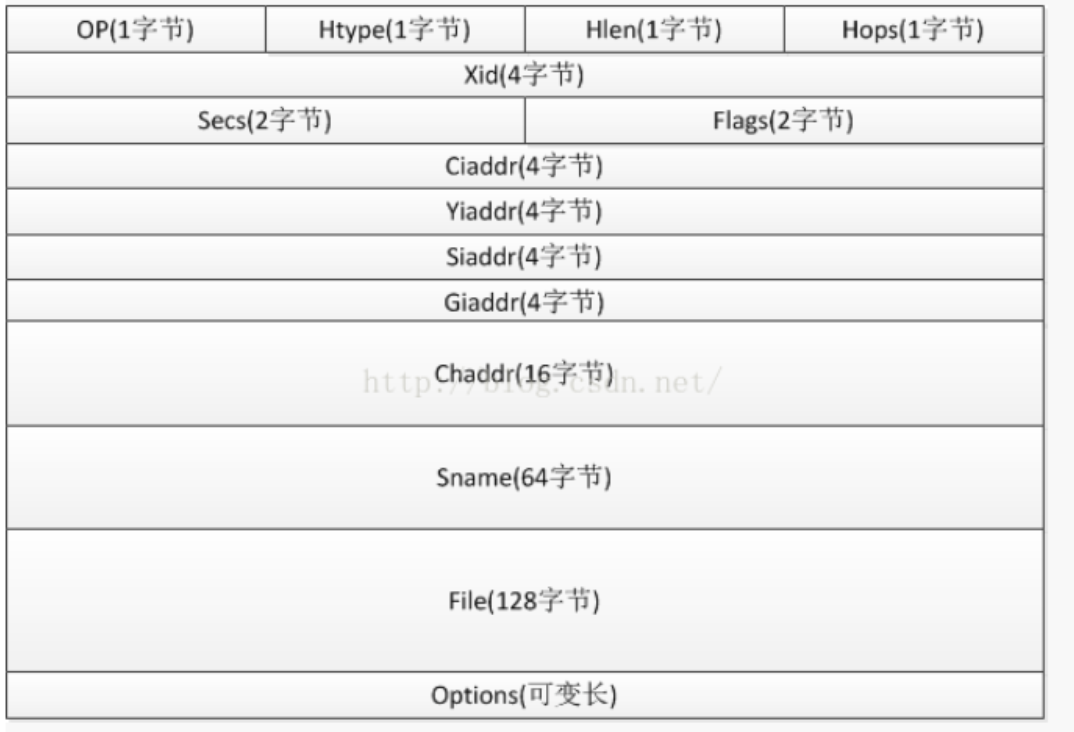 OP(1字节) Htype(1字节) Hlen(1字节) Hops(1字节)
Xid(4字节)
Secs(2字节) Flags(2字节)
Ciaddr(4字节)
Yiaddr(4字节)
Siaddr(4字节)
Giaddr(4字节)
Chaddr(16字节)
http://blog.csdn.net/
Sname(64字节)
File(128字节)
Options(可变长)